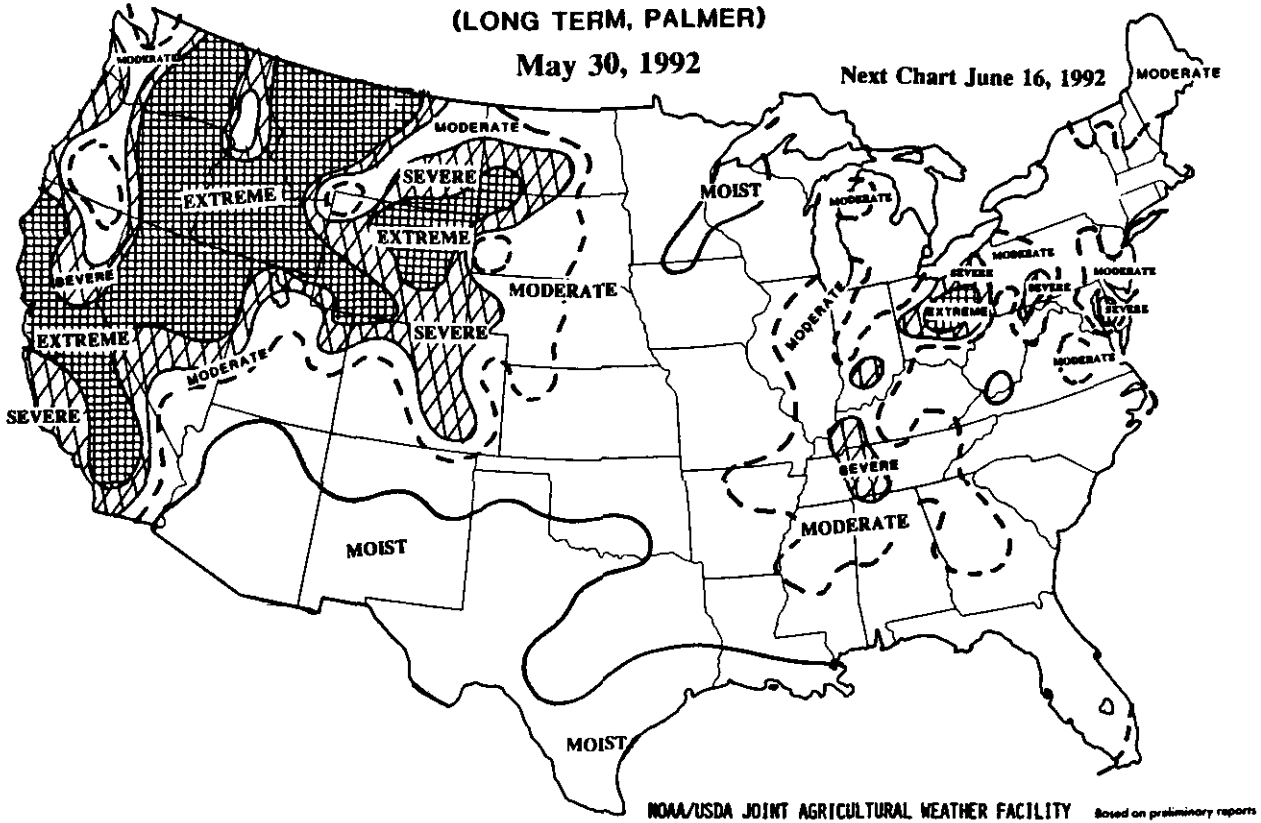 (LONG TERM, PALMER)
May 30, 1992
Next Chart June 16, 1992
MODERATE
MODERATE
MODERATE
SEVERE
EXTREME
MOIST
MODERATE
EXTREME
MODERATE
SEVERE
MODERATE
SEVERE
SEVERE
MODERATE
MODERATE
SEVERE
EXTREME
EXTREME
SEVERE
MODERATE
MODERATE
SEVERE
SEVERE
MODERATE
MOIST
MOIST
NOAA/USDA JOINT AGRICULTURAL WEATHER FACILITY
Based on preliminary reports